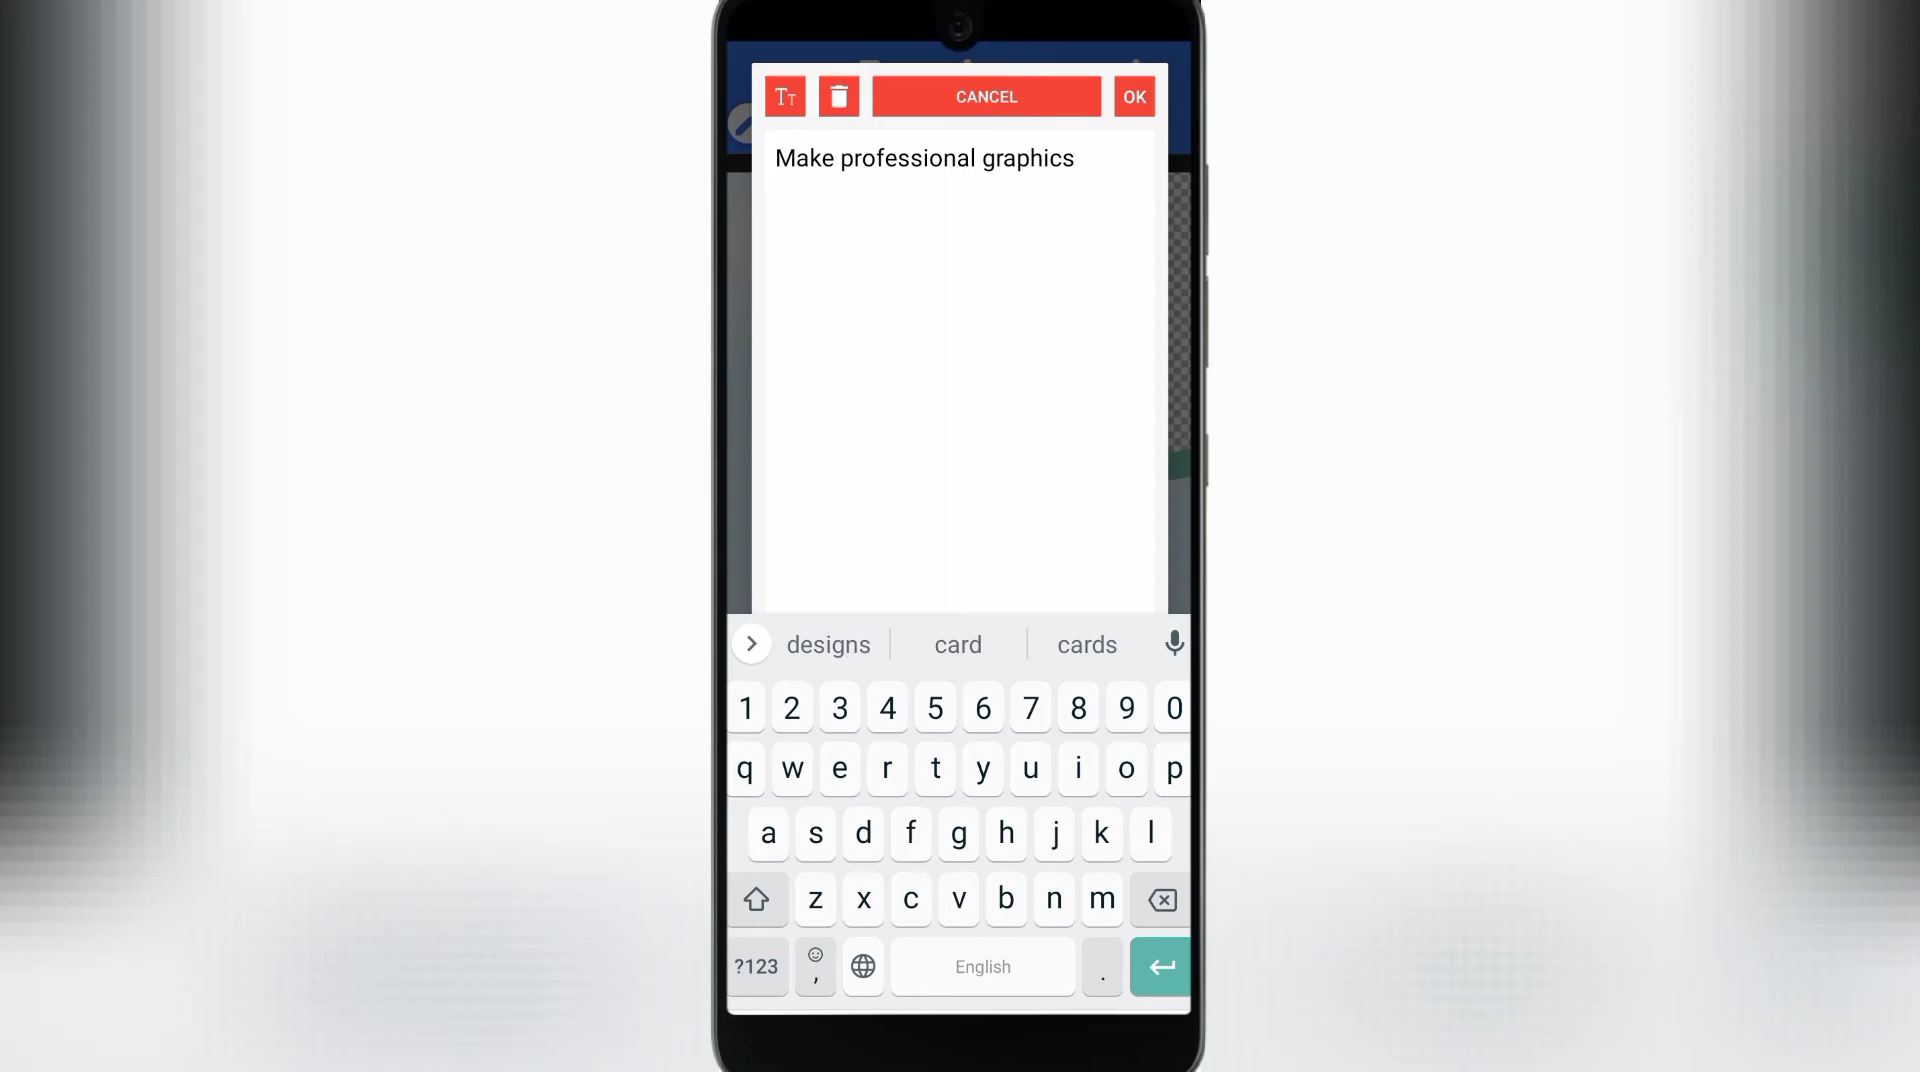 Tт CANCEL OK
Make professional graphics
designs card cards
1 2 3 4 5 6 7 8 9 0
q w e r t y u i o p
a s d f g h j k l
z x c v b n m
?123 , English .